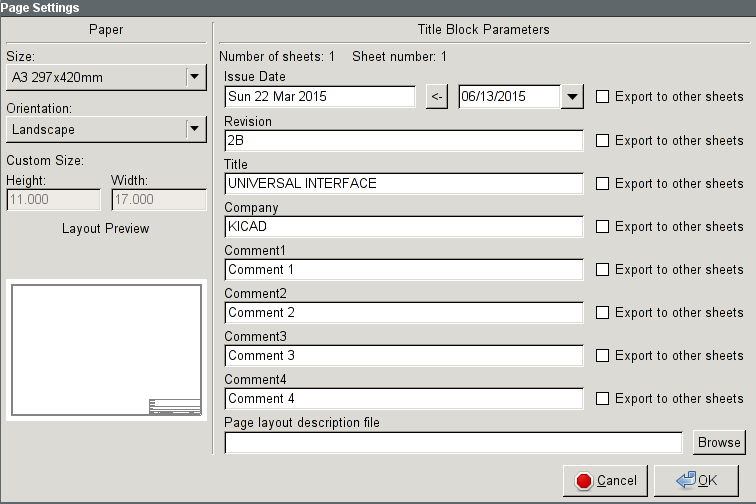 Page Settings
Paper
Size:
A3 297x420mm
Orientation:
Landscape
Custom Size:
Height: Width:
11.000 17.000
Layout Preview
Title Block Parameters
Number of sheets: 1 Sheet number: 1
Issue Date
Sun 22 Mar 2015 <- 06/13/2015 Export to other sheets
Revision
2B Export to other sheets
Title
UNIVERSAL INTERFACE Export to other sheets
Company
KICAD Export to other sheets
Comment1
Comment 1 Export to other sheets
Comment2
Comment 2 Export to other sheets
Comment3
Comment 3 Export to other sheets
Comment4
Comment 4 Export to other sheets
Page layout description file
Browse
Cancel OK